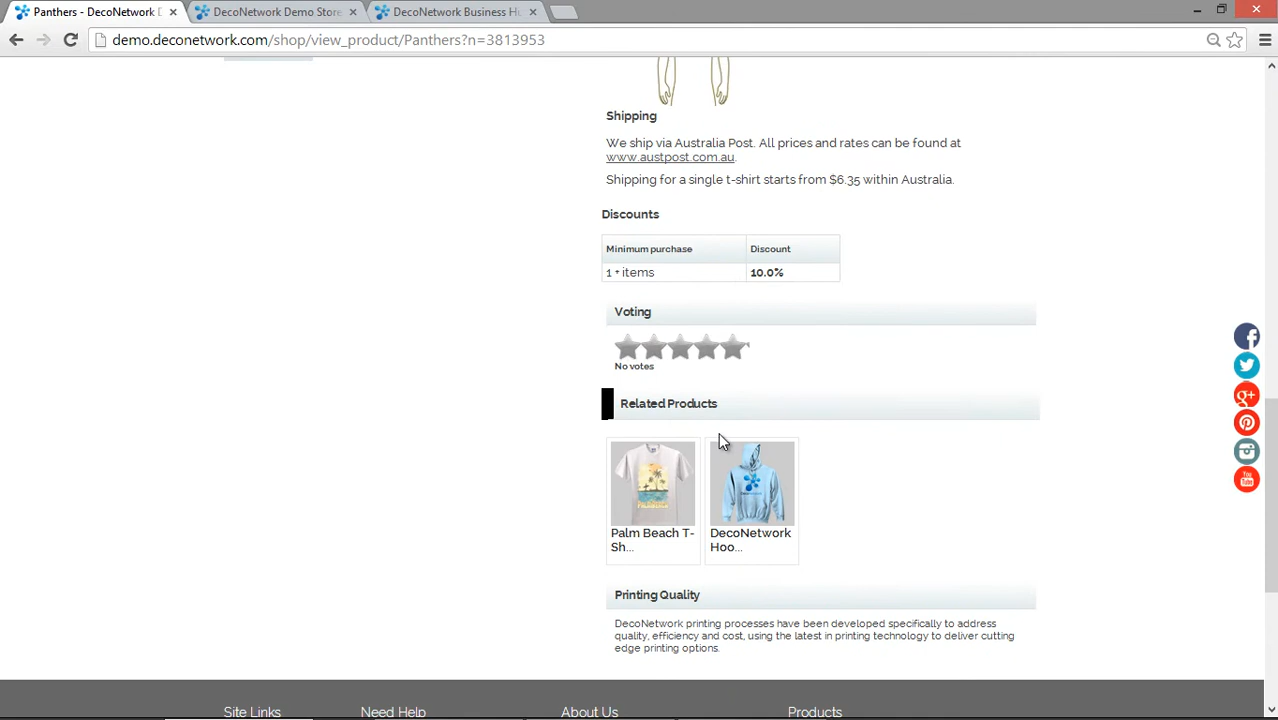 Panthers - DecoNetwork D
DecoNetwork Demo Store
DecoNetwork Business Hu
demo.deconetwork.com/shop/view_product/Panthers?n=3813953
Shipping
We ship via Australia Post. All prices and rates can be found at
www.austpost.com.au.
Shipping for a single t-shirt starts from $6.35 within Australia.
Discounts
Minimum purchase Discount
1 + items 10.0%
Voting
No votes
Related Products
Palm Beach T-
Sh...
DecoNetwork
Hoo...
Printing Quality
DecoNetwork printing processes have been developed specifically to address
quality, efficiency and cost, using the latest in printing technology to deliver cutting
edge printing options.
Site Links Need Help About Us Products